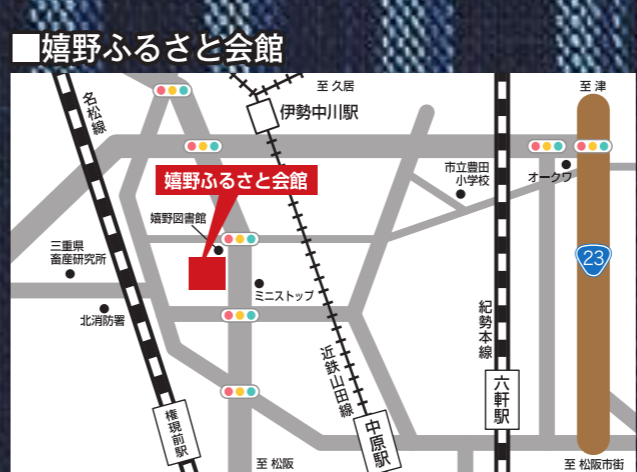 ■嬉野ふるさと会館
至 久居
至 津
名松線
伊勢中川駅
市立豊田
小学校
オークワ
嬉野ふるさと会館
嬉野図書館
三重県
畜産研究所
23
ミニストップ
北消防署
紀勢本線
近鉄山田線
六軒駅
権現前駅
中原駅
至 松阪
至 松阪市街